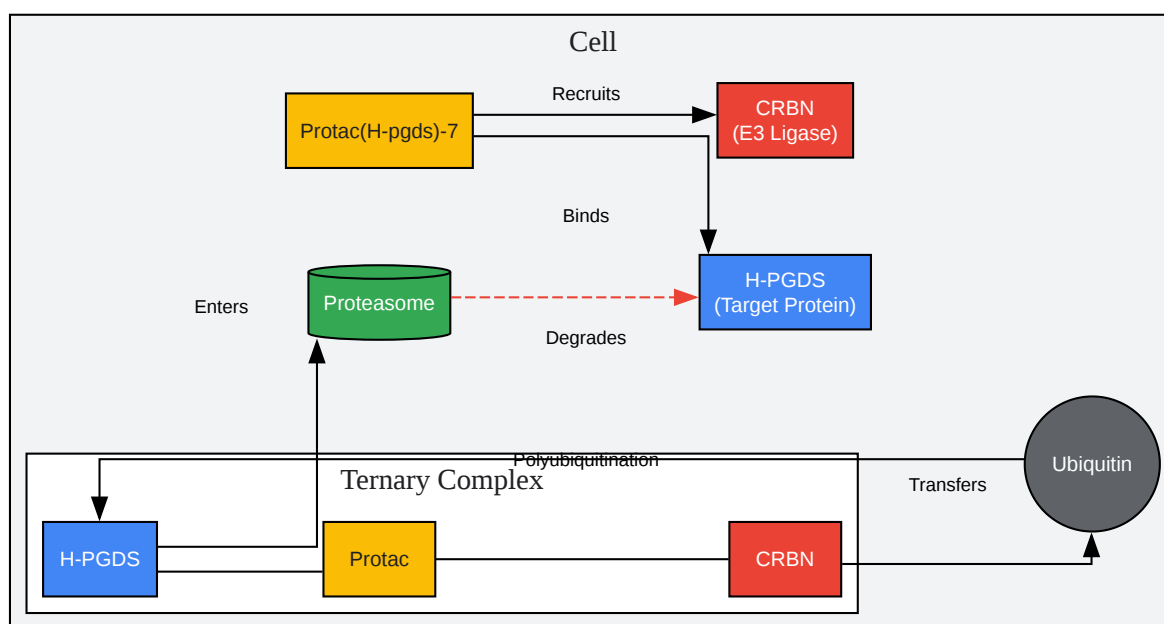 Cell
Recruits
Protac(H-pgds)-7
CRBN
(E3 Ligase)
Binds
H-PGDS
(Target Protein)
Enters
Proteasome
Degrades
Polyubiquitination
Ternary Complex
Transfers
Ubiquitin
H-PGDS
Protac
CRBN